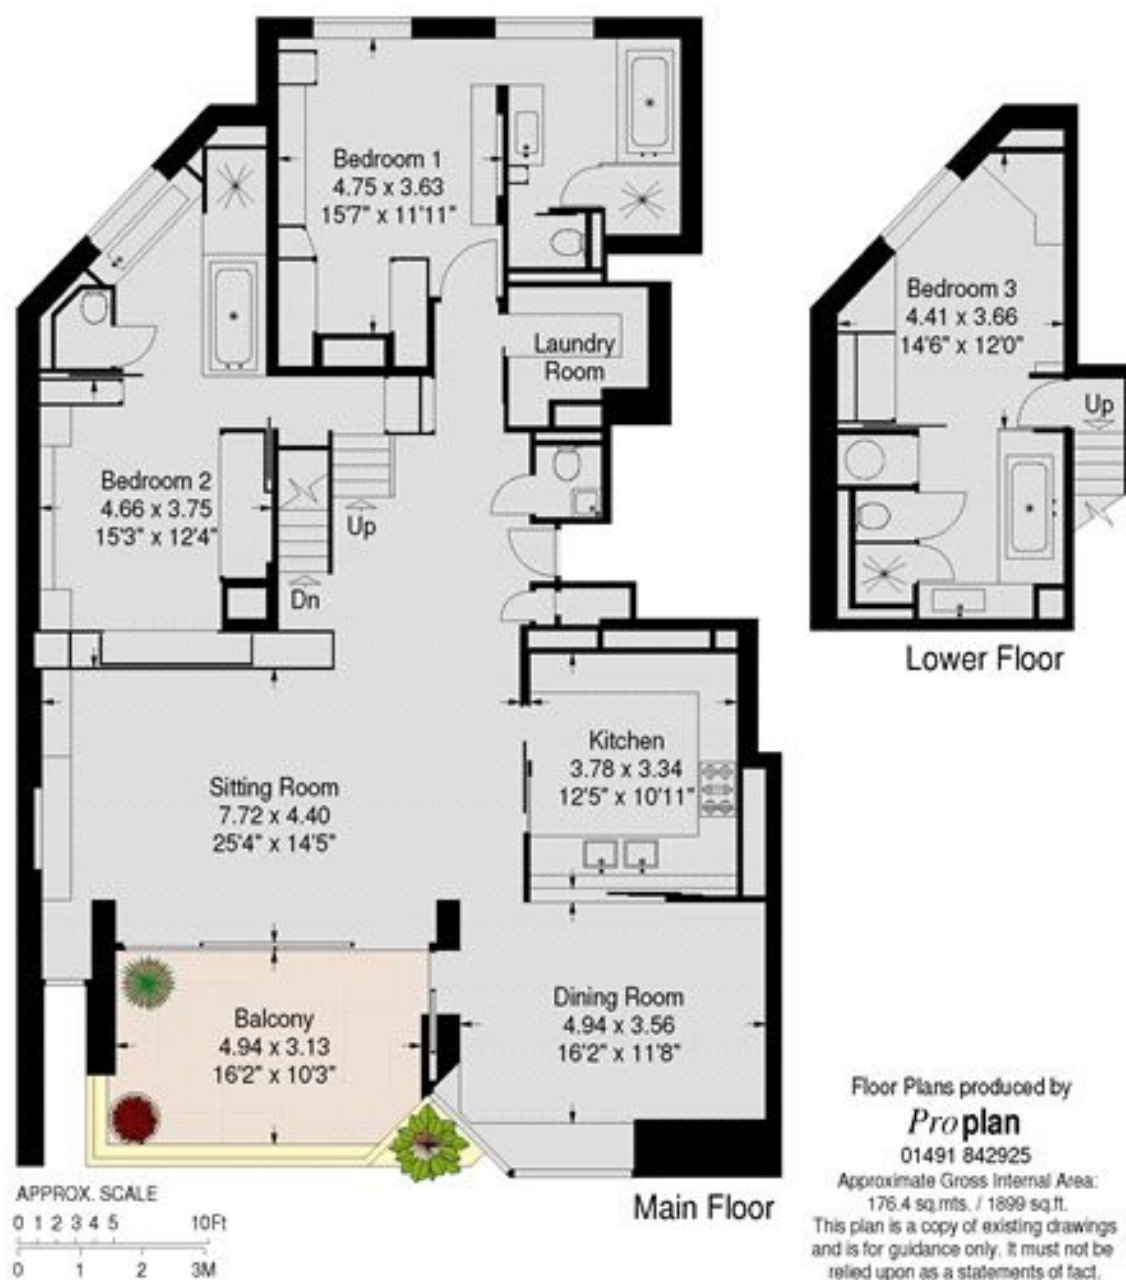 Bedroom 1
4.75 x 3.63
15'7" x 11'11"
Laundry
Room
Bedroom 2
4.66 x 3.75
15'3" x 12'4"
Up
Dn
Bedroom 3
4.41 x 3.66
14'6" x 12'0"
Up
Lower Floor
Kitchen
3.78 x 3.34
12'5" x 10'11"
Sitting Room
7.72 x 4.40
25'4" x 14'5"
Dining Room
4.94 x 3.56
16'2" x 11'8"
Balcony
4.94 x 3.13
16'2" x 10'3"
Main Floor
APPROX. SCALE
0 1 2 3 4 5 10Ft
0 1 2 3M
Floor Plans produced by
Proplan
01491 842925
Approximate Gross Internal Area:
176.4 sq.mts. / 1899 sq.ft.
This plan is a copy of existing drawings
and is for guidance only. It must not be
relied upon as a statements of fact.